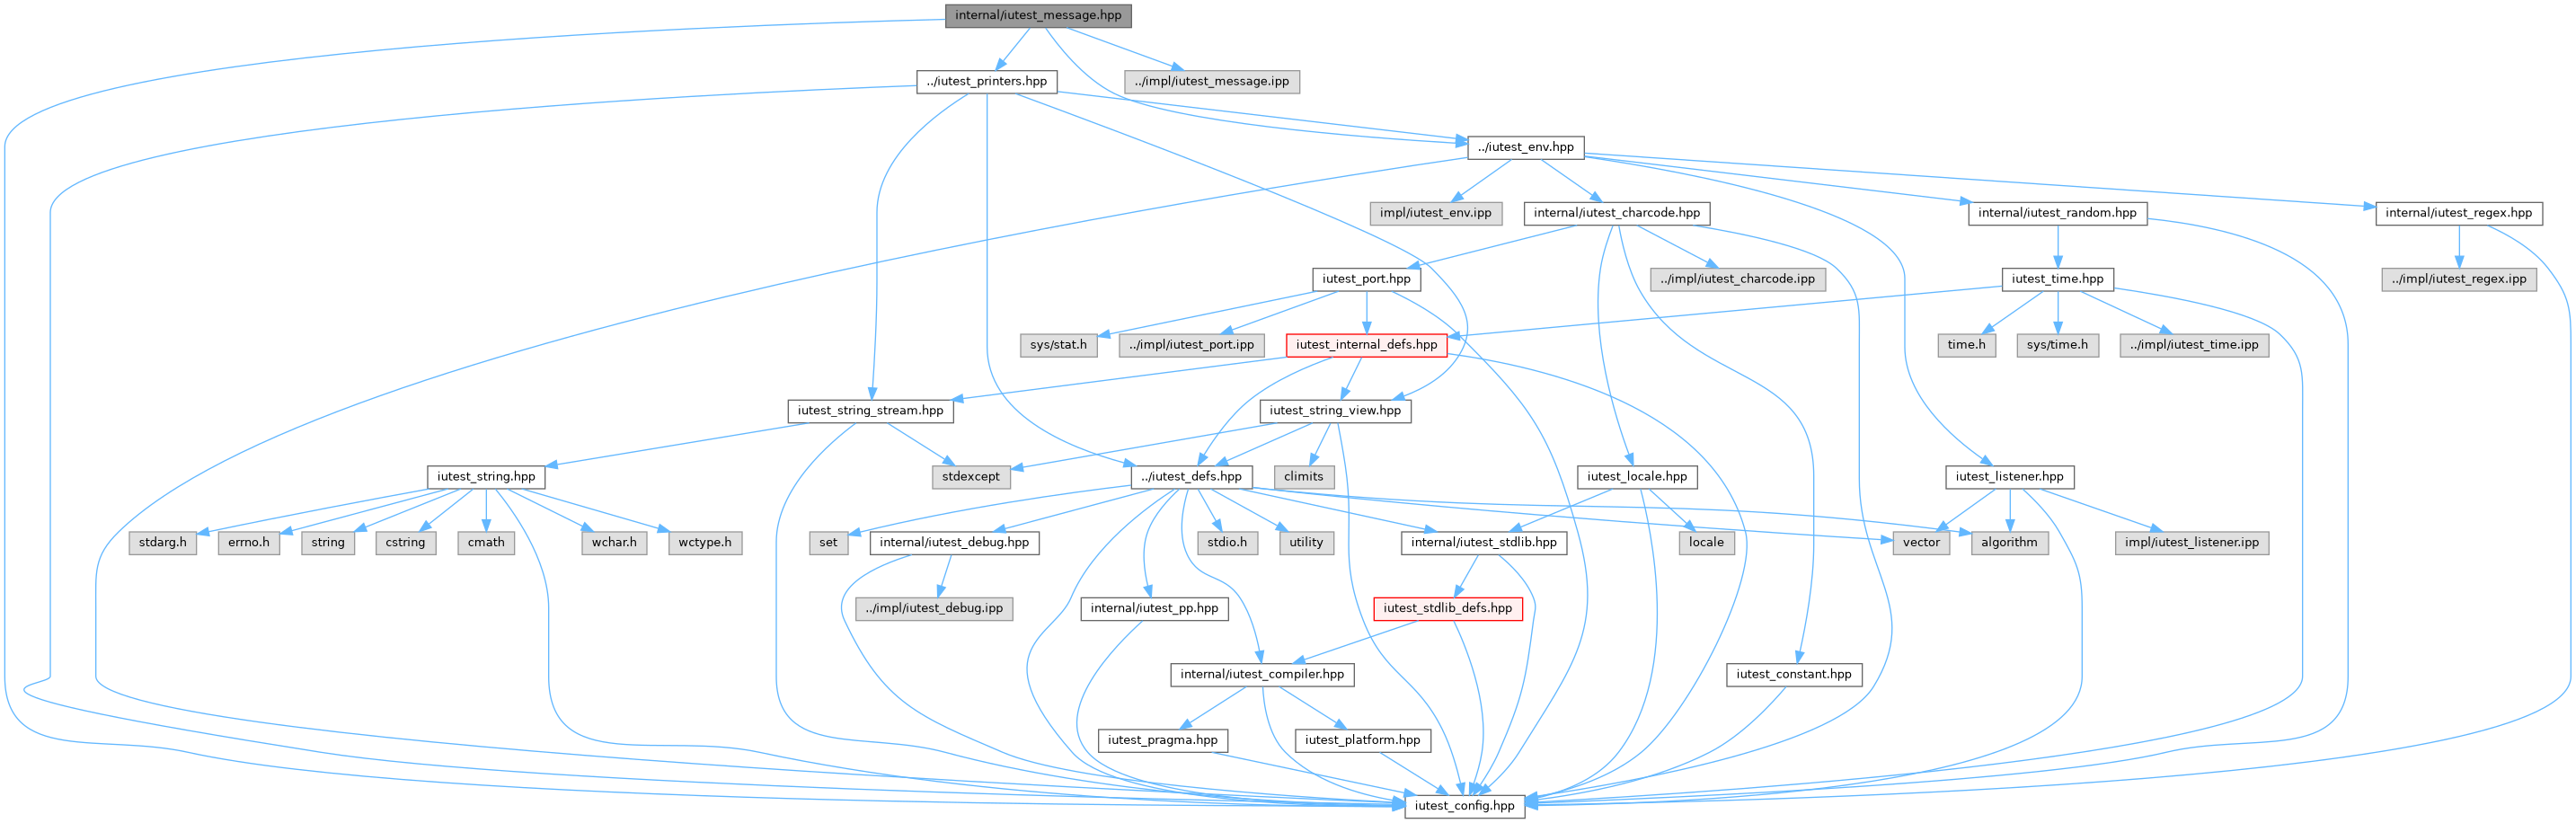 internal/iutest_message.hpp
../iutest_printers.hpp
../impl/iutest_message.ipp
../iutest_env.hpp
impl/iutest_env.ipp
internal/iutest_charcode.hpp
internal/iutest_random.hpp
internal/iutest_regex.hpp
iutest_port.hpp
../impl/iutest_charcode.ipp
iutest_time.hpp
../impl/iutest_regex.ipp
sys/stat.h
../impl/iutest_port.ipp
iutest_internal_defs.hpp
time.h
sys/time.h
../impl/iutest_time.ipp
iutest_string_stream.hpp
iutest_string_view.hpp
iutest_string.hpp
stdexcept
../iutest_defs.hpp
climits
iutest_locale.hpp
iutest_listener.hpp
stdarg.h
errno.h
string
cstring
cmath
wchar.h
wctype.h
set
internal/iutest_debug.hpp
stdio.h
utility
internal/iutest_stdlib.hpp
locale
vector
algorithm
impl/iutest_listener.ipp
../impl/iutest_debug.ipp
internal/iutest_pp.hpp
iutest_stdlib_defs.hpp
internal/iutest_compiler.hpp
iutest_constant.hpp
iutest_pragma.hpp
iutest_platform.hpp
iutest_config.hpp